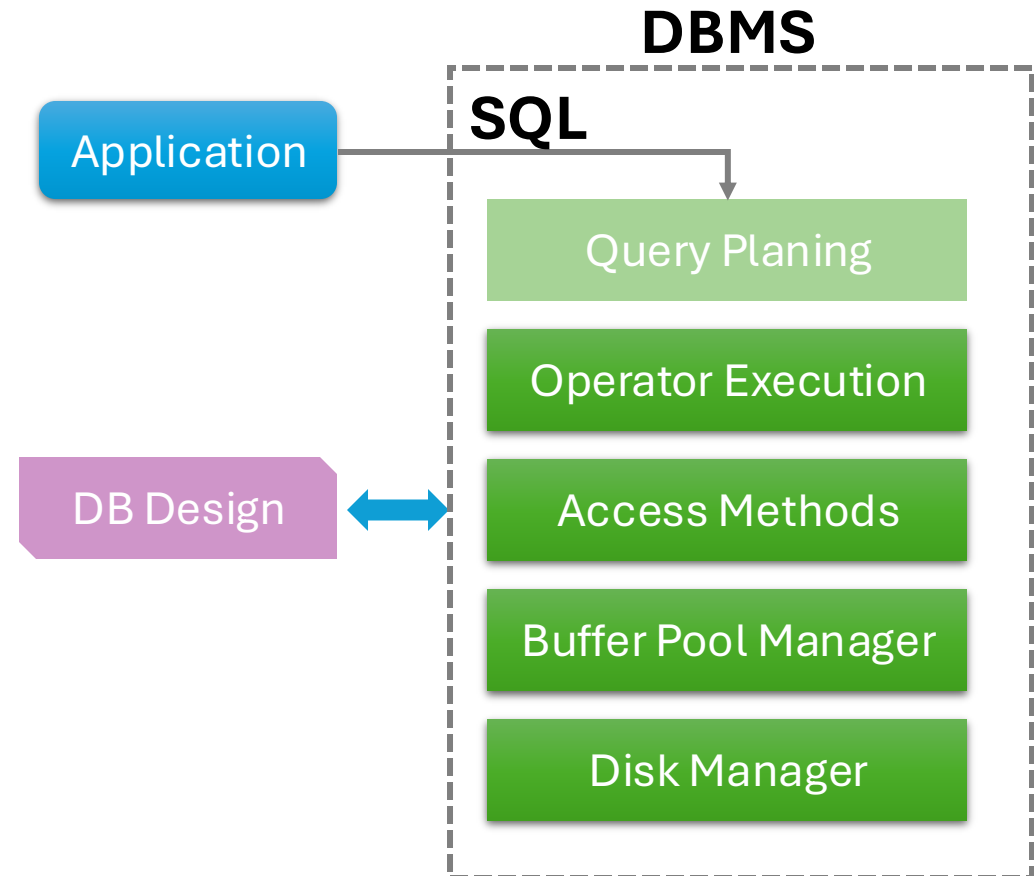 DBMS
SQL
Application
Query Planing
Operator Execution
Access Methods
DB Design
Buffer Pool Manager
Disk Manager